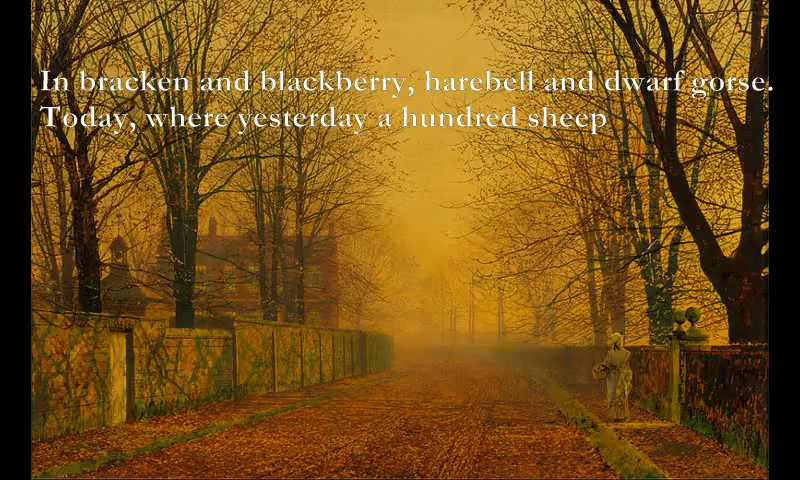 In bracken and blackberry, harebell and dwarf gorse.
Today, where yesterday a hundred sheep